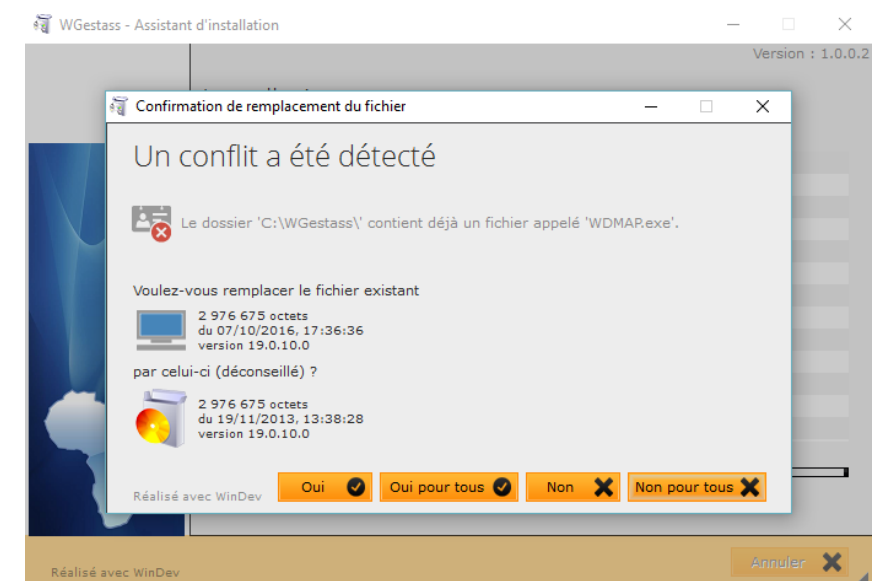 WGestass - Assistant d'installation
Version : 1.0.0.2
Confirmation de remplacement du fichier
Un conflit a été détecté
Le dossier 'C:\WGestass\' contient déjà un fichier appelé 'WDMAP.exe'.
Voulez-vous remplacer le fichier existant
2 976 675 octets
du 07/10/2016, 17:36:36
version 19.0.10.0
par celui-ci (déconseillé) ?
2 976 675 octets
du 19/11/2013, 13:38:28
version 19.0.10.0
Réalisé avec WinDev
Oui
Oui pour tous
Non
Non pour tous
Annuler
Réalisé avec WinDev